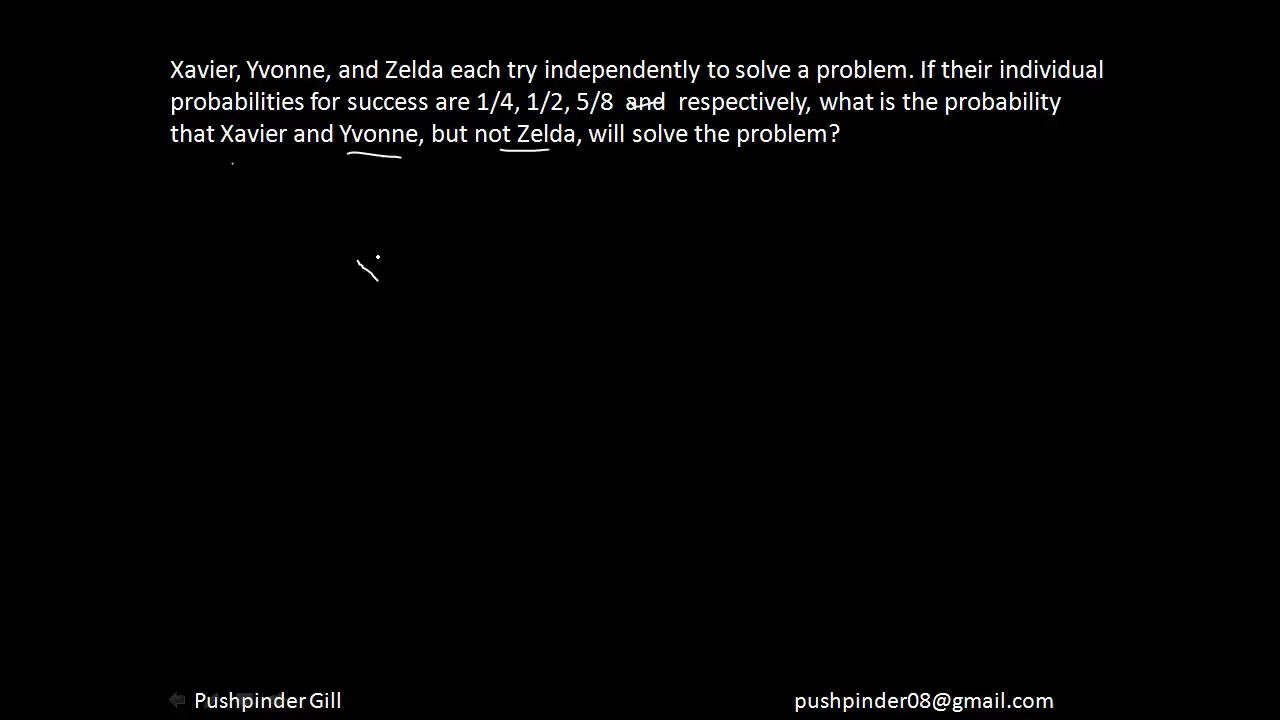 Xavier, Yvonne, and Zelda each try independently to solve a problem. If their individual
probabilities for success are 1/4, 1/2, 5/8 and respectively, what is the probability
that Xavier and Yvonne, but not Zelda, will solve the problem?
Pushpinder Gill pushpinder08@gmail.com